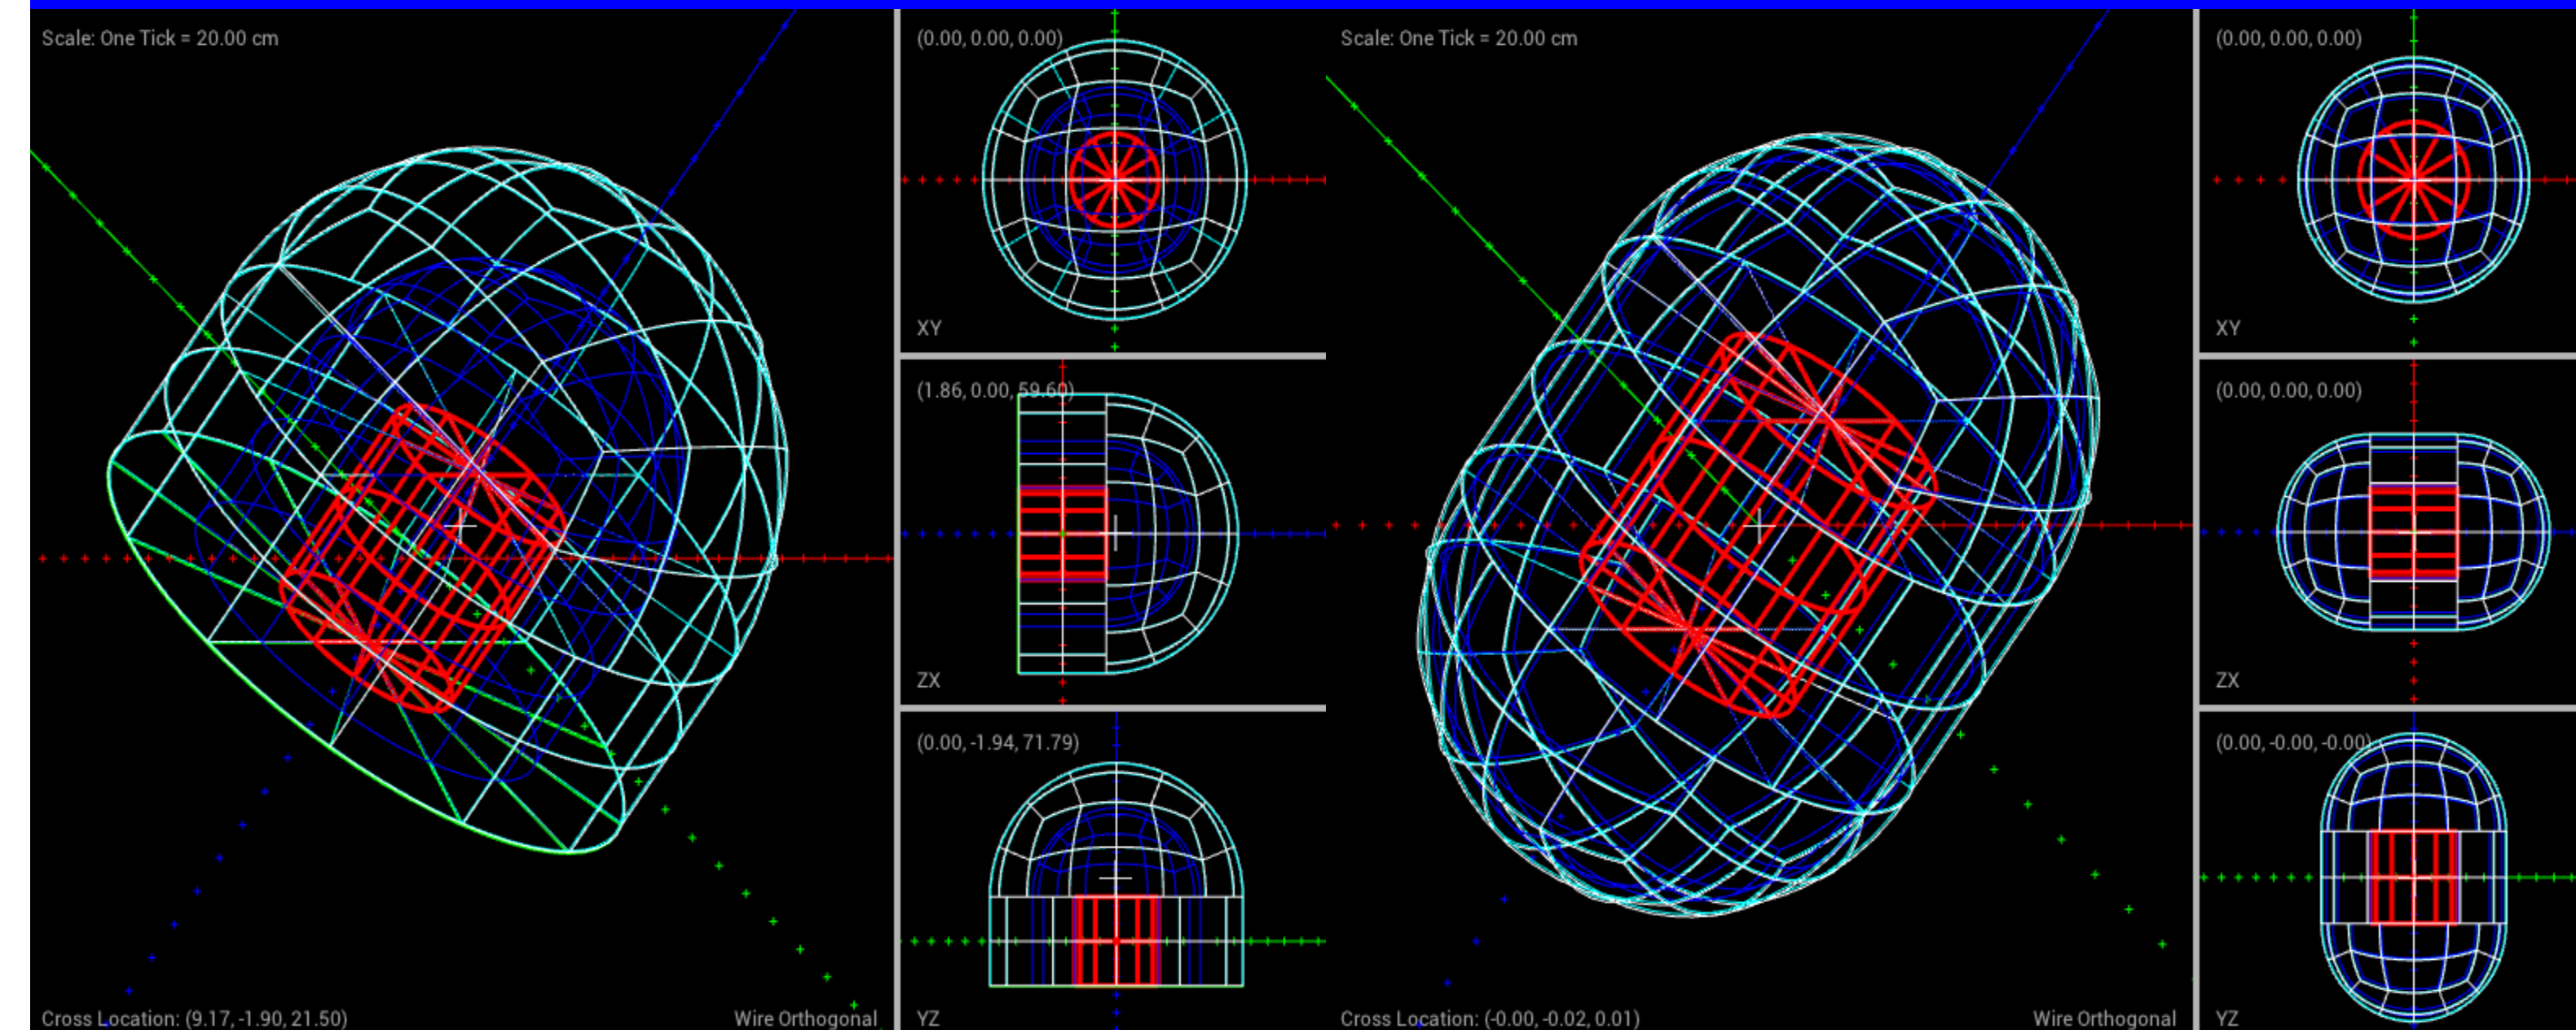 Scale: One Tick = 20.00 cm
(0.00, 0.00, 0.00)
XY
(1.86, 0.00, 59.60)
ZX
(0.00, -1.94, 71.79)
YZ
Cross Location: (9.17, -1.90, 21.50)
Wire Orthogonal
Scale: One Tick = 20.00 cm
(0.00, 0.00, 0.00)
XY
(0.00, 0.00, 0.00)
ZX
(0.00, -0.00, -0.00)
YZ
Cross Location: (-0.00, -0.02, 0.01)
Wire Orthogonal